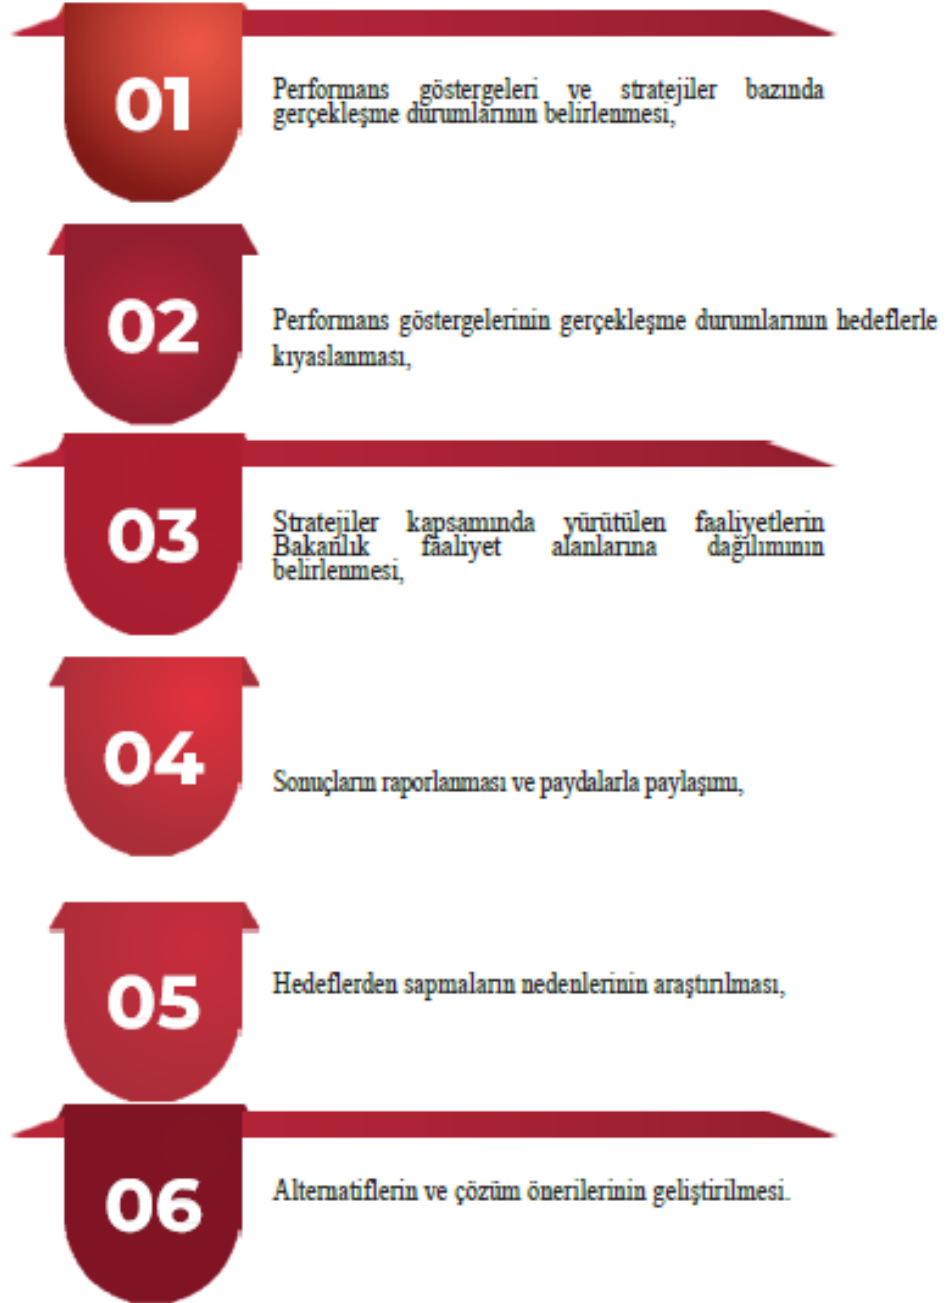 01
Performans göstergeleri ve stratejiler bazında
gerçekleşme durumlarının belirlenmesi,
02
Performans göstergelerinin gerçekleşme durumlarının hedeflerle
kıyaslanması,
03
Stratejiler kapsamında yürütülen faaliyetlerin
Bakanlık faaliyet alanlarına dağılımının
belirlenmesi,
04
Sonuçların raporlanması ve paydalarla paylaşımı,
05
Hedeflerden sapmaların nedenlerinin araştırılması,
06
Alternatiflerin ve çözüm önerilerinin geliştirilmesi.